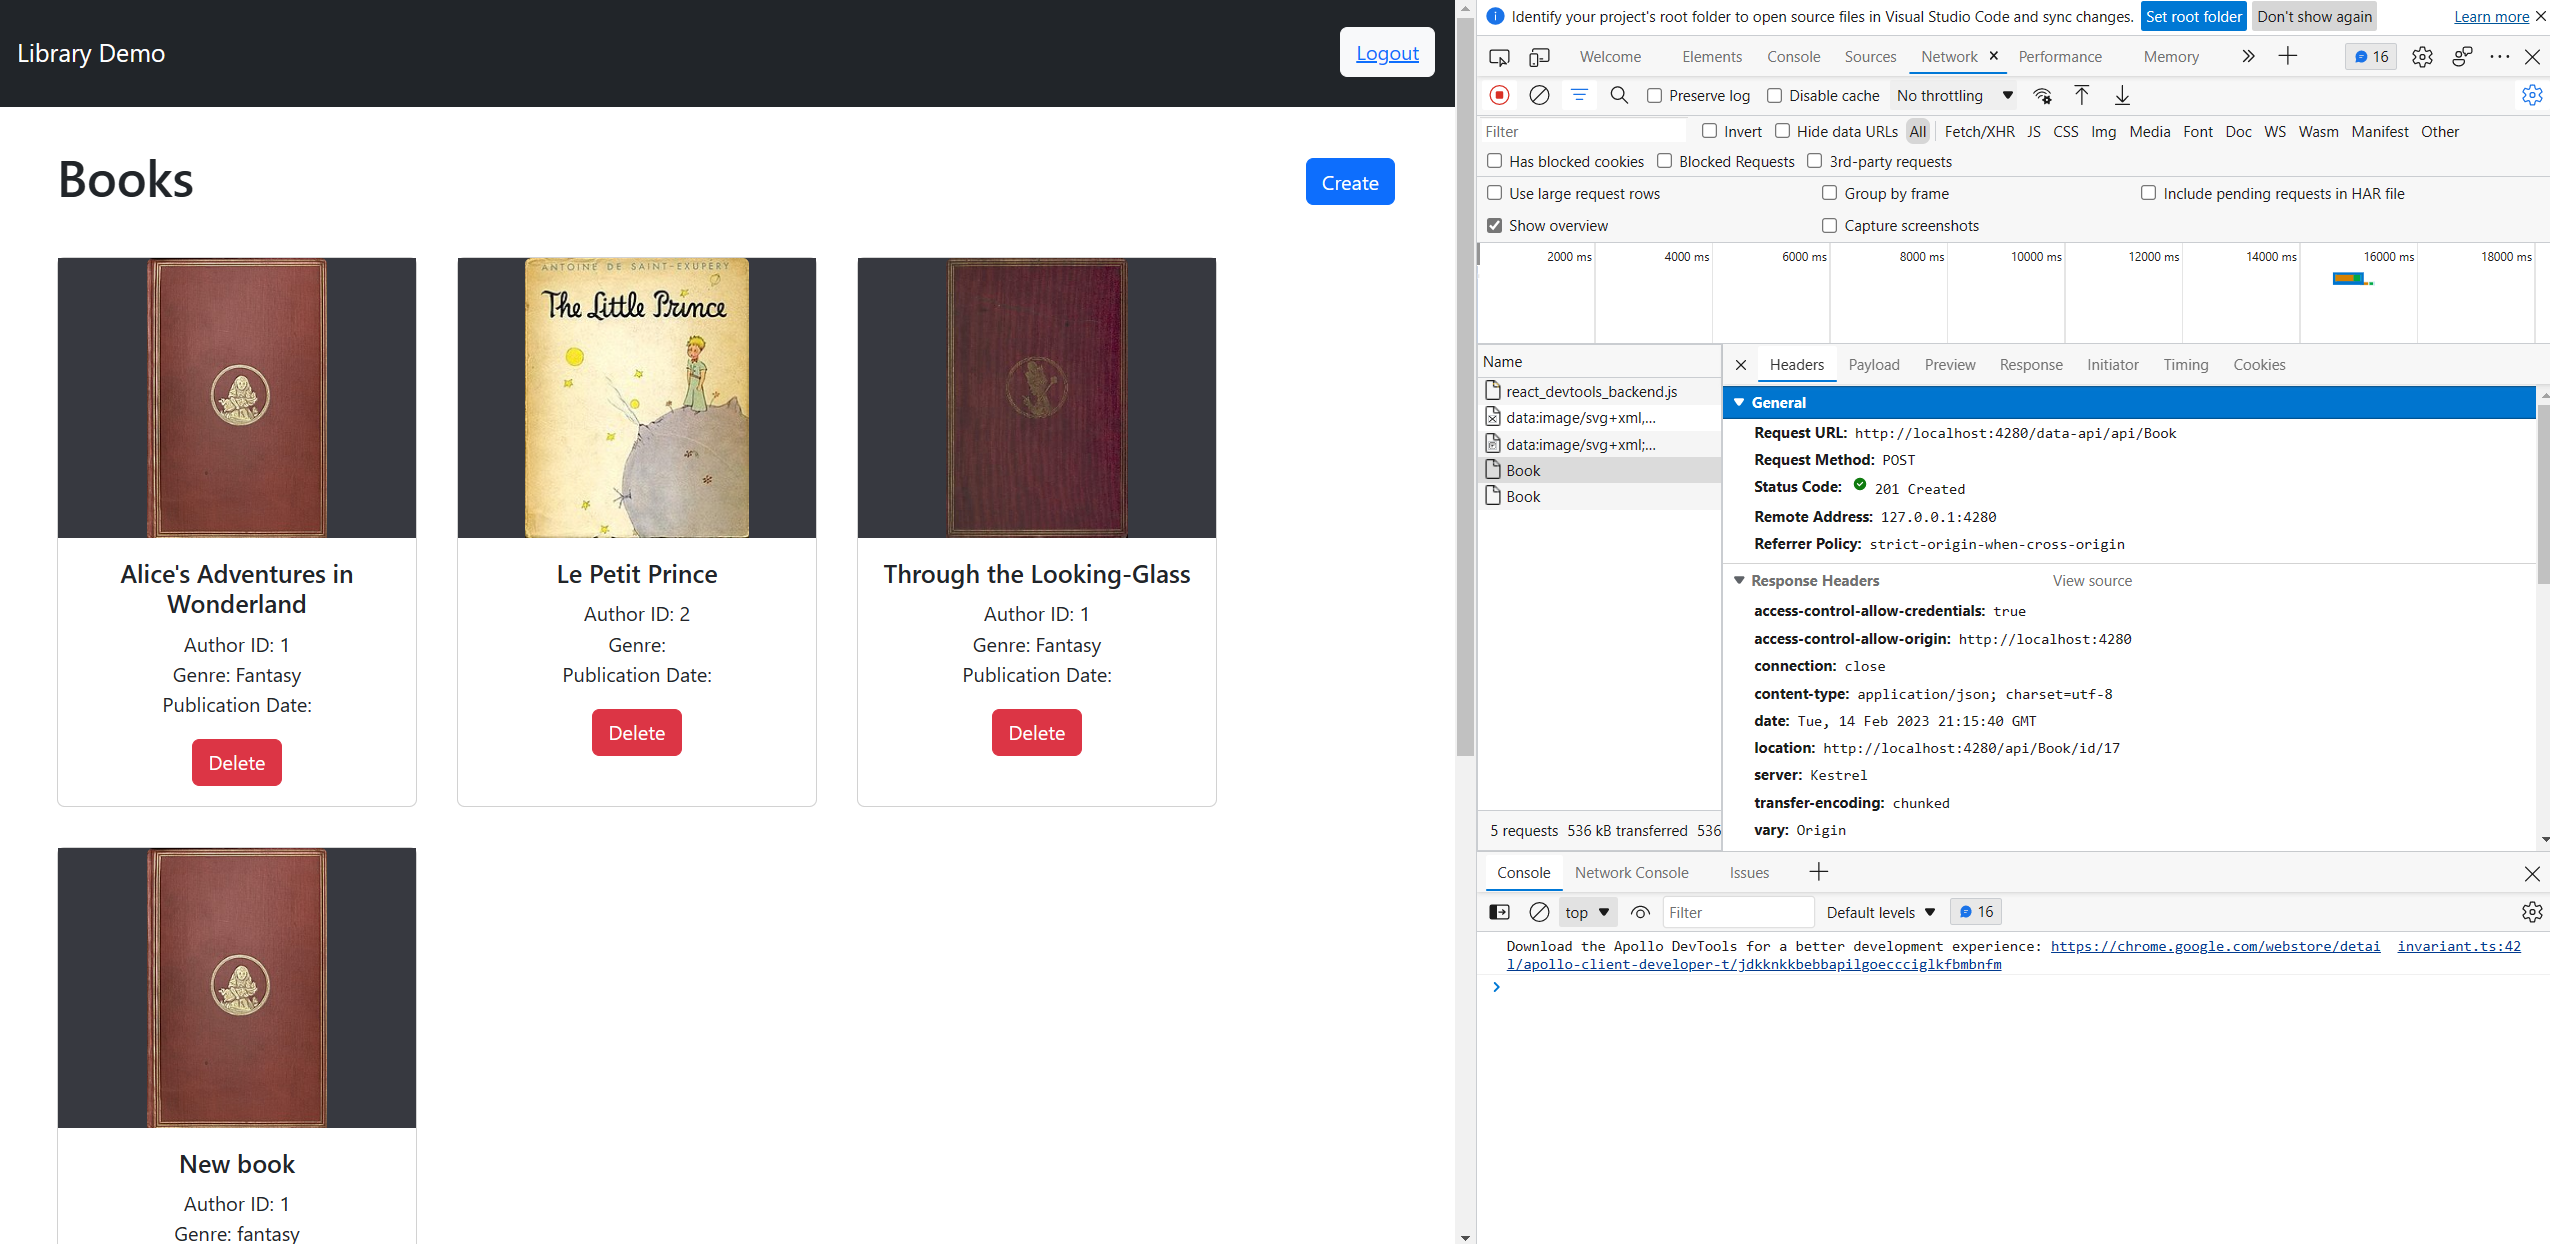 Library Demo
Logout
Books
Create
ANTOINE DE SAINT-EXUPÉRY
The Little Prince
Alice's Adventures in
Wonderland
Author ID: 1
Genre: Fantasy
Publication Date:
Delete
Le Petit Prince
Author ID: 2
Genre:
Publication Date:
Delete
Through the Looking-Glass
Author ID: 1
Genre: Fantasy
Publication Date:
Delete
New book
Author ID: 1
Genre: fantasy
Identify your project's root folder to open source files in Visual Studio Code and sync changes. Set root folder Don't show again Learn more
Welcome Elements Console Sources Network Performance Memory 16
Preserve log Disable cache No throttling
Filter Invert Hide data URLs All Fetch/XHR JS CSS Img Media Font Doc WS Wasm Manifest Other
Has blocked cookies Blocked Requests 3rd-party requests
Use large request rows Group by frame Include pending requests in HAR file
Show overview Capture screenshots
2000 ms 4000 ms 6000 ms 8000 ms 10000 ms 12000 ms 14000 ms 16000 ms 18000 ms
Name
react_devtools_backend.js
data:image/svg+xml,...
data:image/svg+xml;...
Book
Book
5 requests 536 kB transferred 536
Headers Payload Preview Response Initiator Timing Cookies
General
Request URL: http://localhost:4280/data-api/api/Book
Request Method: POST
Status Code: 201 Created
Remote Address: 127.0.0.1:4280
Referrer Policy: strict-origin-when-cross-origin
Response Headers View source
access-control-allow-credentials: true
access-control-allow-origin: http://localhost:4280
connection: close
content-type: application/json; charset=utf-8
date: Tue, 14 Feb 2023 21:15:40 GMT
location: http://localhost:4280/api/Book/id/17
server: Kestrel
transfer-encoding: chunked
vary: Origin
Console Network Console Issues
top Filter Default levels 16
Download the Apollo DevTools for a better development experience: https://chrome.google.com/webstore/detai invariant.ts:42
l/apollo-client-developer-t/jdkknkkbebbapilgoeccciglkfbmbnfm